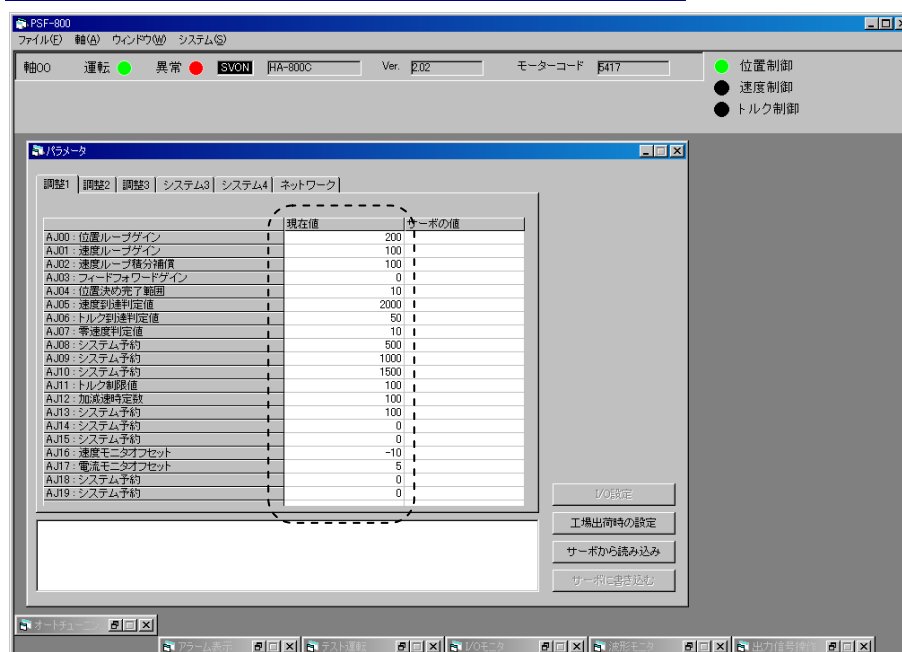 PSF-800
ファイル(F) 軸(A) ウィンドウ(W) システム(S)
軸00 運転 異常 SVON HA-800C Ver. 2.02 モーターコード 5417
位置制御
速度制御
トルク制御
パラメータ
調整1 調整2 調整3 システム3 システム4 ネットワーク
現在値 サーボの値
AJ00:位置ループゲイン 200
AJ01:速度ループゲイン 100
AJ02:速度ループ積分補償 100
AJ03:フィードフォワードゲイン 0
AJ04:位置決め完了範囲 10
AJ05:速度到達判定値 2000
AJ06:トルク到達判定値 50
AJ07:零速度判定値 10
AJ08:システム予約 500
AJ09:システム予約 1000
AJ10:システム予約 1500
AJ11:トルク制限値 100
AJ12:加減速時定数 100
AJ13:システム予約 100
AJ14:システム予約 0
AJ15:システム予約 0
AJ16:速度モニタオフセット -10
AJ17:電流モニタオフセット 5
AJ18:システム予約 0
AJ19:システム予約 0
I/O設定
工場出荷時の設定
サーボから読み込み
サーボに書き込む
オートチューニン
アラーム表示 テスト運転 I/Oモニタ 波形モニタ 出力信号操作